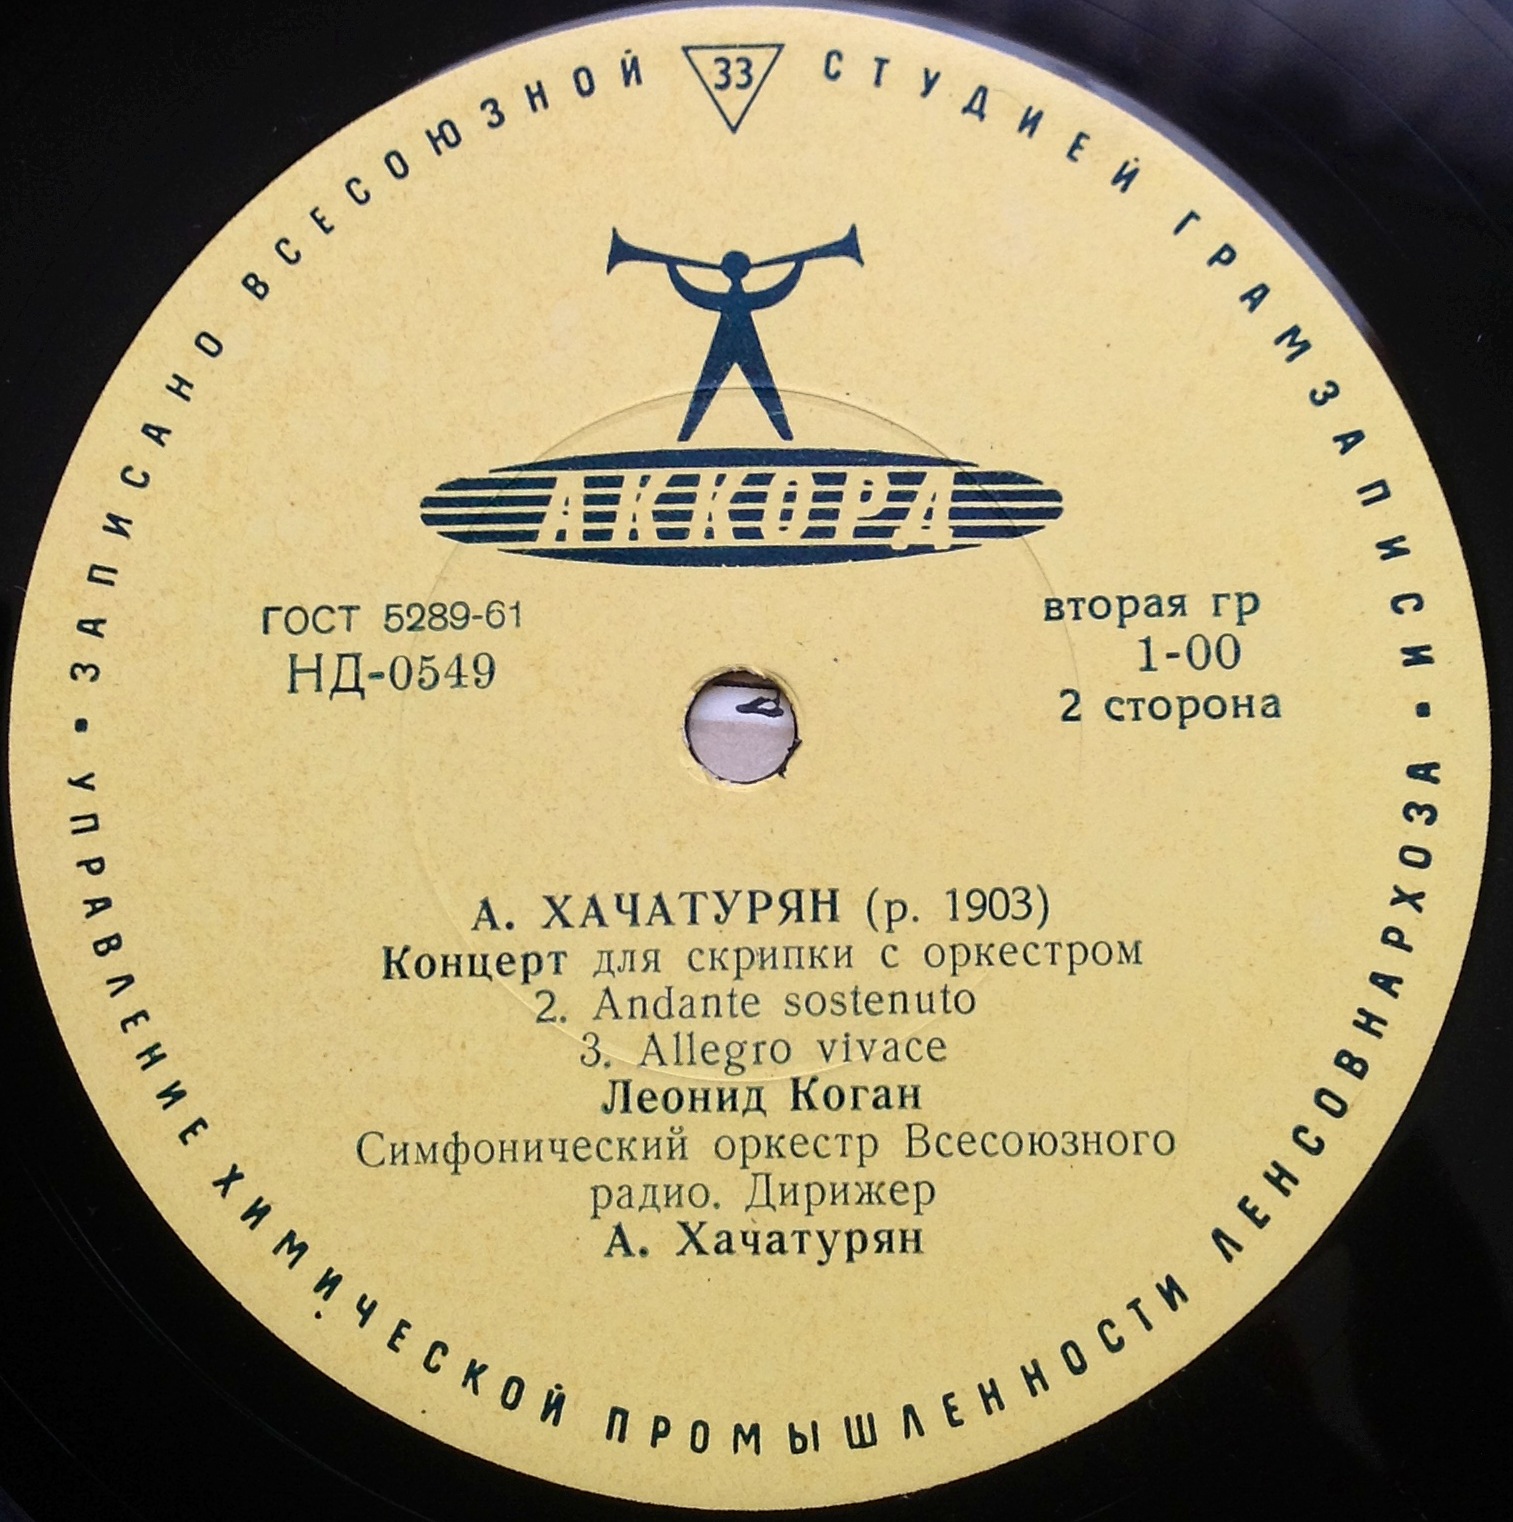 ЗАПИСАНО ВСЕСОЮЗНОЙ 33 СТУДИЕЙ ГРАМЗАПИСИ
АККОРД
ГОСТ 5289-61
НД-0549
вторая гр
1-00
2 сторона
А. ХАЧАТУРЯН (р. 1903)
Концерт для скрипки с оркестром
2. Andante sostenuto
3. Allegro vivace
Леонид Коган
Симфонический оркестр Всесоюзного
радио. Дирижер
А. Хачатурян
• УПРАВЛЕНИЕ ХИМИЧЕСКОЙ ПРОМЫШЛЕННОСТИ ЛЕНСОВНАРХОЗА •